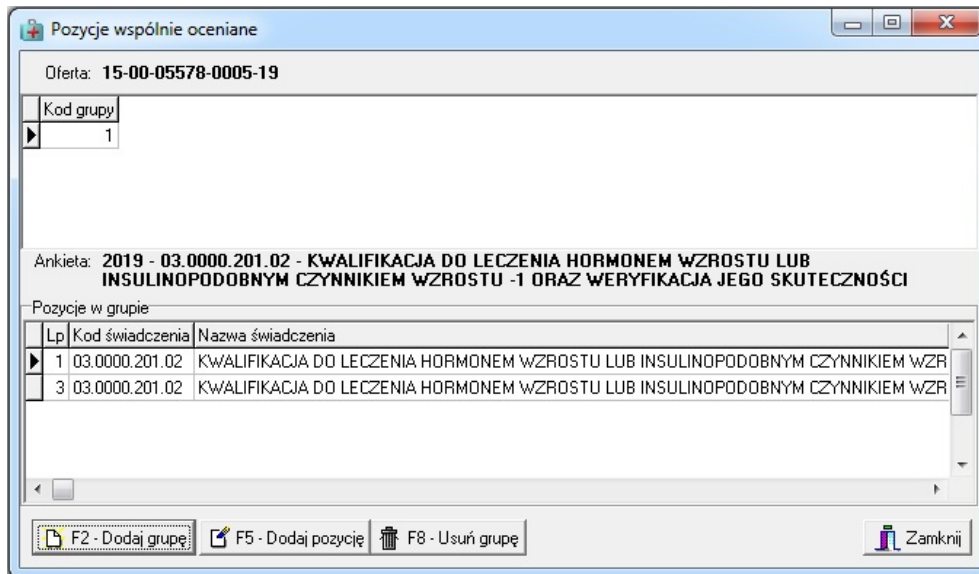 Pozycje wspólnie oceniane
Oferta: 15-00-05578-0005-19
Kod grupy
1
Ankieta: 2019 - 03.0000.201.02 - KWALIFIKACJA DO LECZENIA HORMONEM WZROSTU LUB
INSULINOPODOBNYM CZYNNIKIEM WZROSTU -1 ORAZ WERYFIKACJA JEGO SKUTECZNOŚCI
Pozycje w grupie
Lp Kod świadczenia Nazwa świadczenia
1 03.0000.201.02 KWALIFIKACJA DO LECZENIA HORMONEM WZROSTU LUB INSULINOPODOBNYM CZYNNIKIEM WZR
3 03.0000.201.02 KWALIFIKACJA DO LECZENIA HORMONEM WZROSTU LUB INSULINOPODOBNYM CZYNNIKIEM WZR
F2 - Dodaj grupę F5 - Dodaj pozycję F8 - Usuń grupę Zamknij